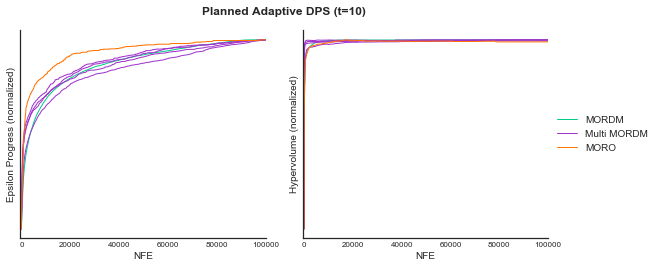 Planned Adaptive DPS (t=10)
Epsilon Progress (normalized)
0 20000 40000 60000 80000 100000
NFE
Hypervolume (normalized)
0 20000 40000 60000 80000 100000
NFE
MORDM
Multi MORDM
MORO